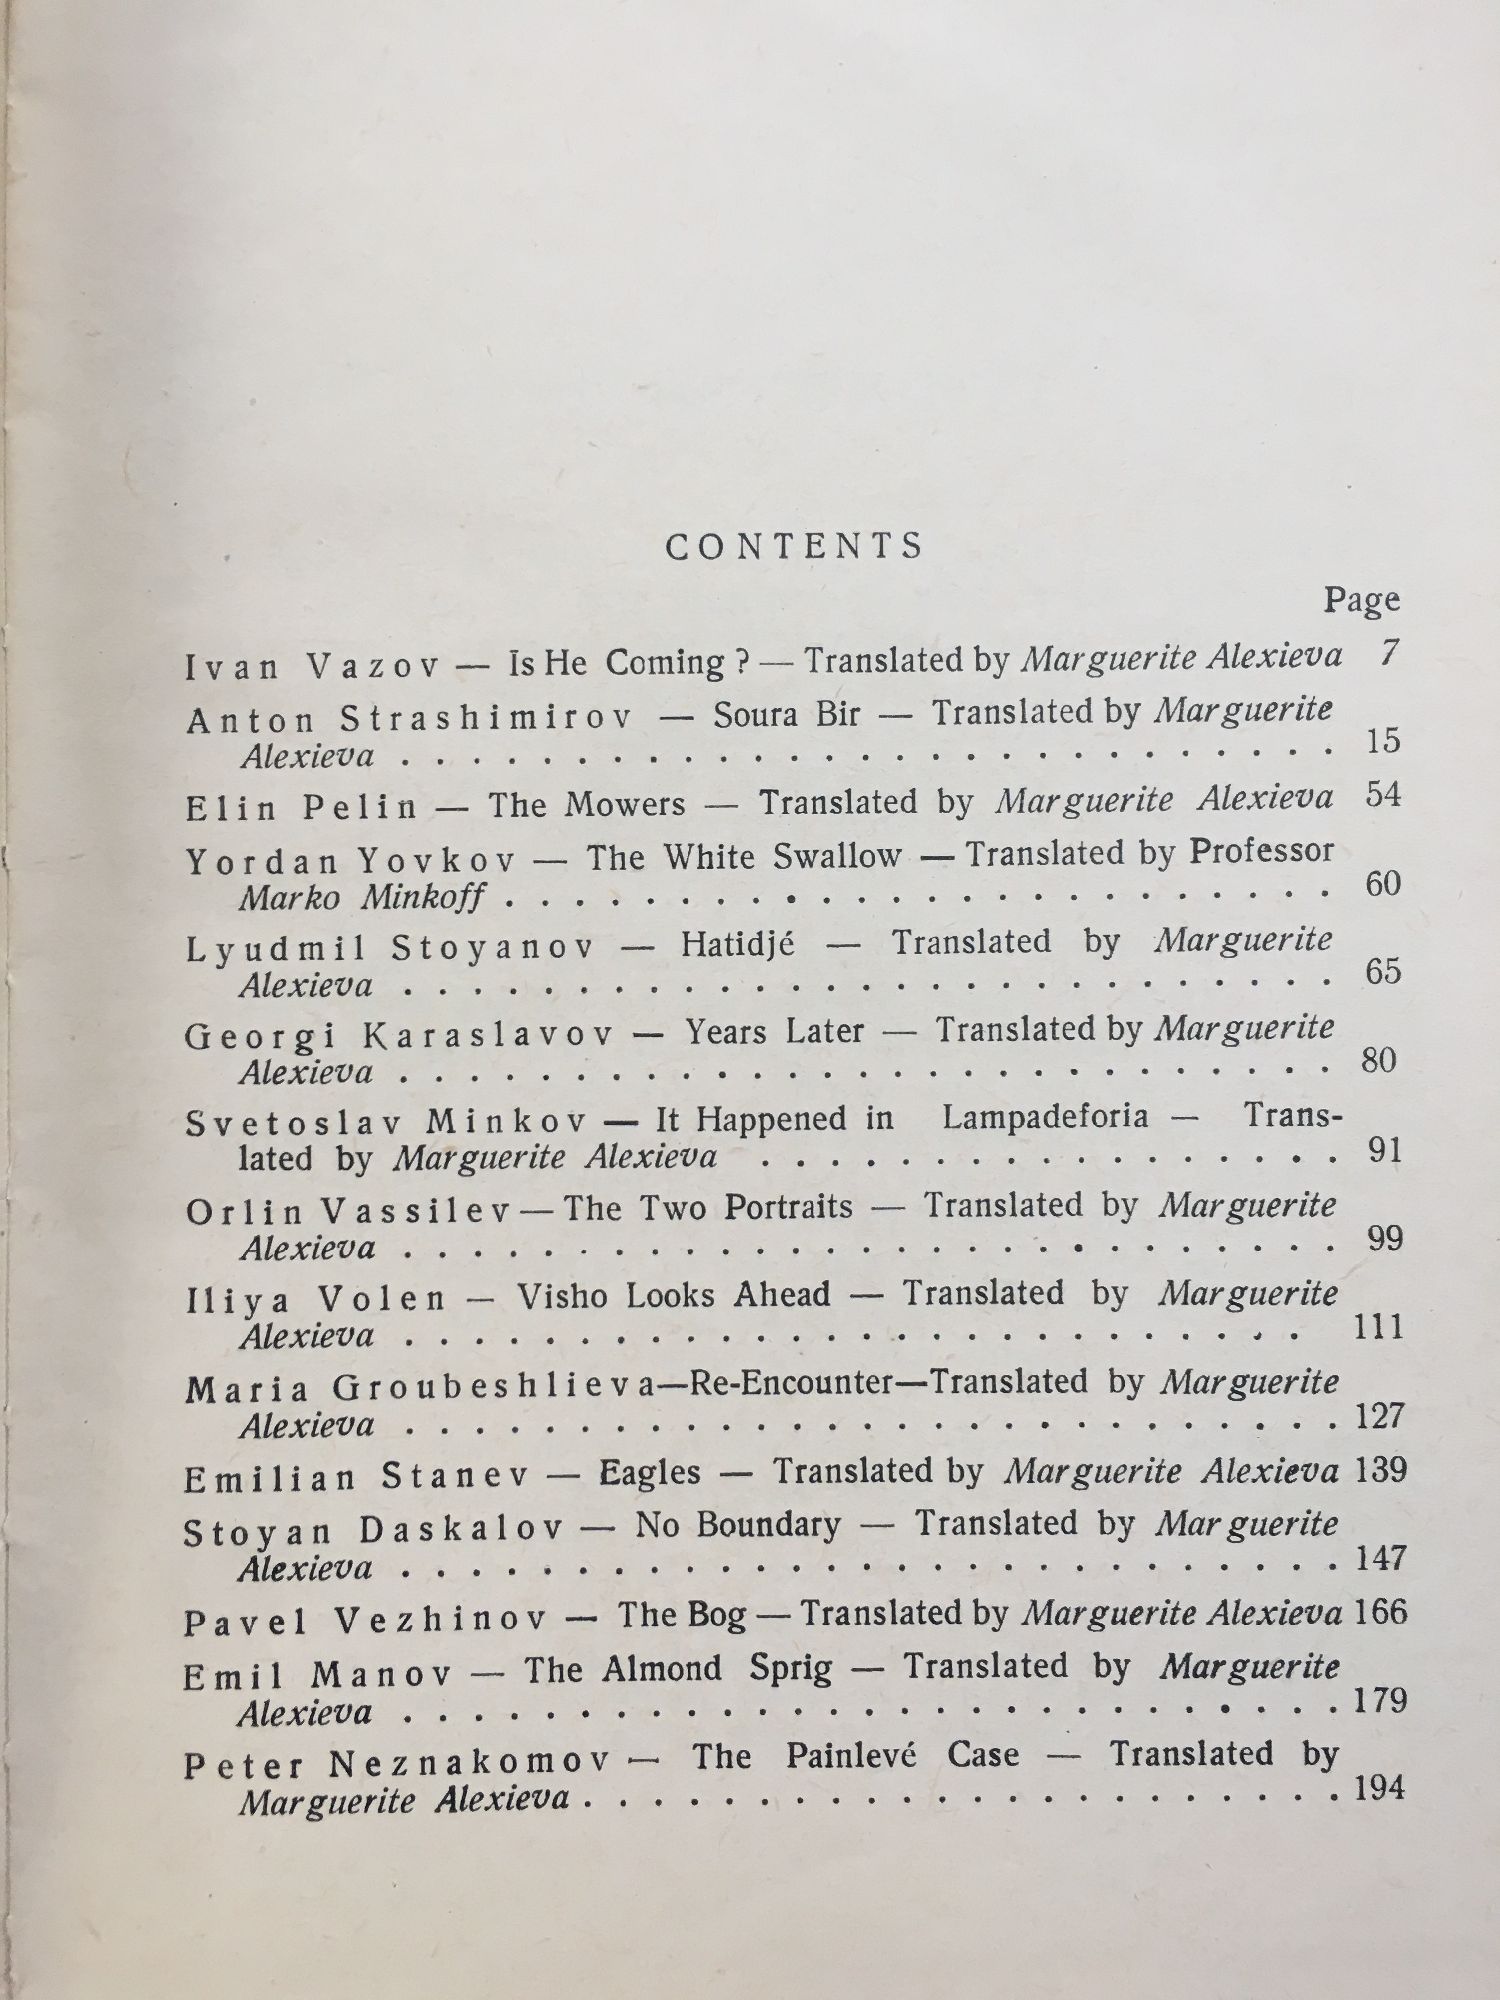 CONTENTS
Page
Ivan Vazov — Is He Coming ? — Translated by Marguerite Alexieva 7
Anton Strashimirov — Soura Bir — Translated by Marguerite
Alexieva . . . . . . . . . . . . . . . . . . . . . . . . . . . 15
Elin Pelin — The Mowers — Translated by Marguerite Alexieva 54
Yordan Yovkov — The White Swallow — Translated by Professor
Marko Minkoff . . . . . . . . . . . . . . . . . . . . . . . . 60
Lyudmil Stoyanov — Hatidjé — Translated by Marguerite
Alexieva . . . . . . . . . . . . . . . . . . . . . . . . . . . 65
Georgi Karaslavov — Years Later — Translated by Marguerite
Alexieva . . . . . . . . . . . . . . . . . . . . . . . . . . . 80
Svetoslav Minkov — It Happened in Lampadeforia — Trans-
lated by Marguerite Alexieva . . . . . . . . . . . . . . . . . 91
Orlin Vassilev — The Two Portraits — Translated by Marguerite
Alexieva . . . . . . . . . . . . . . . . . . . . . . . . . . . 99
Iliya Volen — Visho Looks Ahead — Translated by Marguerite
Alexieva . . . . . . . . . . . . . . . . . . . . . . . . . . 111
Maria Groubeshlieva—Re-Encounter—Translated by Marguerite
Alexieva . . . . . . . . . . . . . . . . . . . . . . . . . . . 127
Emilian Stanev — Eagles — Translated by Marguerite Alexieva 139
Stoyan Daskalov — No Boundary — Translated by Marguerite
Alexieva . . . . . . . . . . . . . . . . . . . . . . . . . . . 147
Pavel Vezhinov — The Bog — Translated by Marguerite Alexieva 166
Emil Manov — The Almond Sprig — Translated by Marguerite
Alexieva . . . . . . . . . . . . . . . . . . . . . . . . . . . 179
Peter Neznakomov — The Painlevé Case — Translated by
Marguerite Alexieva . . . . . . . . . . . . . . . . . . . . . . 194